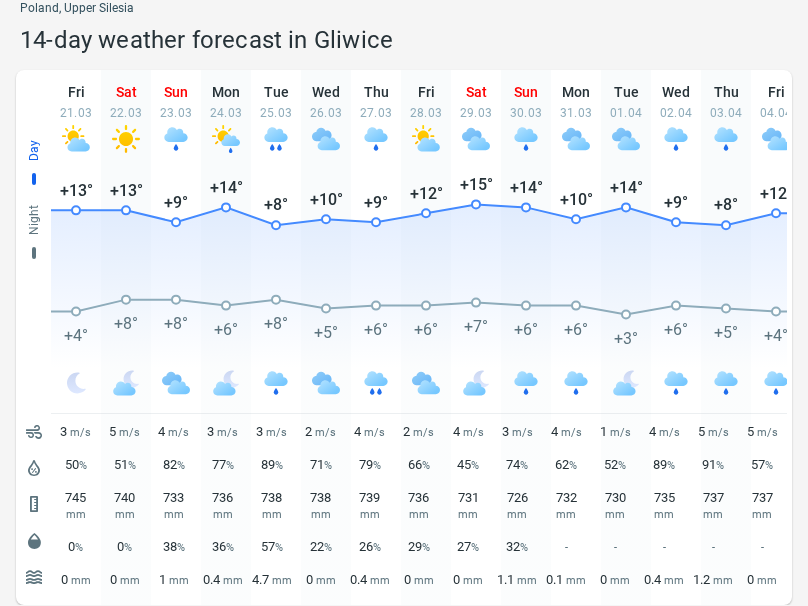 Poland, Upper Silesia
14-day weather forecast in Gliwice
Fri Sat Sun Mon Tue Wed Thu Fri Sat Sun Mon Tue Wed Thu Fri
21.03 22.03 23.03 24.03 25.03 26.03 27.03 28.03 29.03 30.03 31.03 01.04 02.04 03.04 04.04
Day
+13° +13° +9° +14° +8° +10° +9° +12° +15° +14° +10° +14° +9° +8° +12
Night
+4° +8° +8° +6° +8° +5° +6° +6° +7° +6° +6° +3° +6° +5° +4°
3 m/s 5 m/s 4 m/s 3 m/s 3 m/s 2 m/s 4 m/s 2 m/s 4 m/s 3 m/s 4 m/s 1 m/s 4 m/s 5 m/s 5 m/s
50% 51% 82% 77% 89% 71% 79% 66% 45% 74% 62% 52% 89% 91% 57%
745 740 733 736 738 738 739 736 731 726 732 730 735 737 737
mm mm mm mm mm mm mm mm mm mm mm mm mm mm mm
0% 0% 38% 36% 57% 22% 26% 29% 27% 32% - - - - -
0 mm 0 mm 1 mm 0.4 mm 4.7 mm 0 mm 0.4 mm 0 mm 0 mm 1.1 mm 0.1 mm 0 mm 0.4 mm 1.2 mm 0 mm